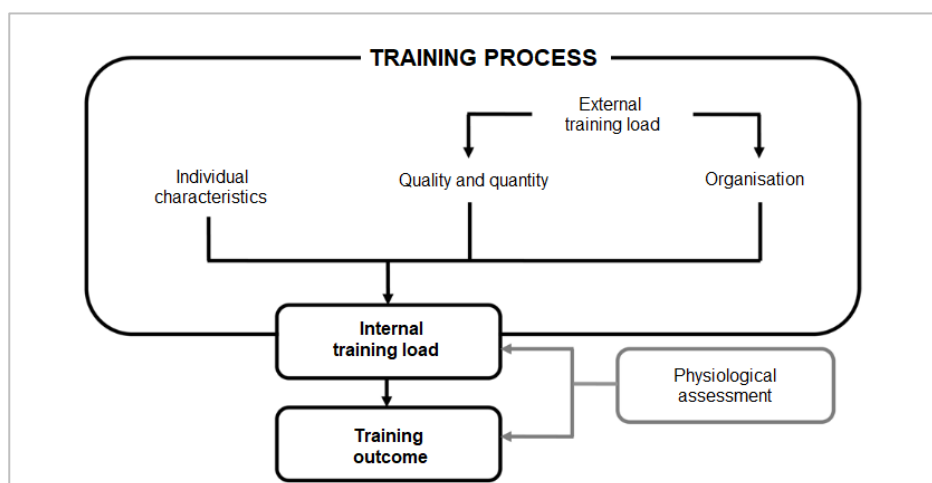 TRAINING PROCESS
External
training load
Individual
characteristics
Quality and quantity
Organisation
Internal
training load
Physiological
assessment
Training
outcome